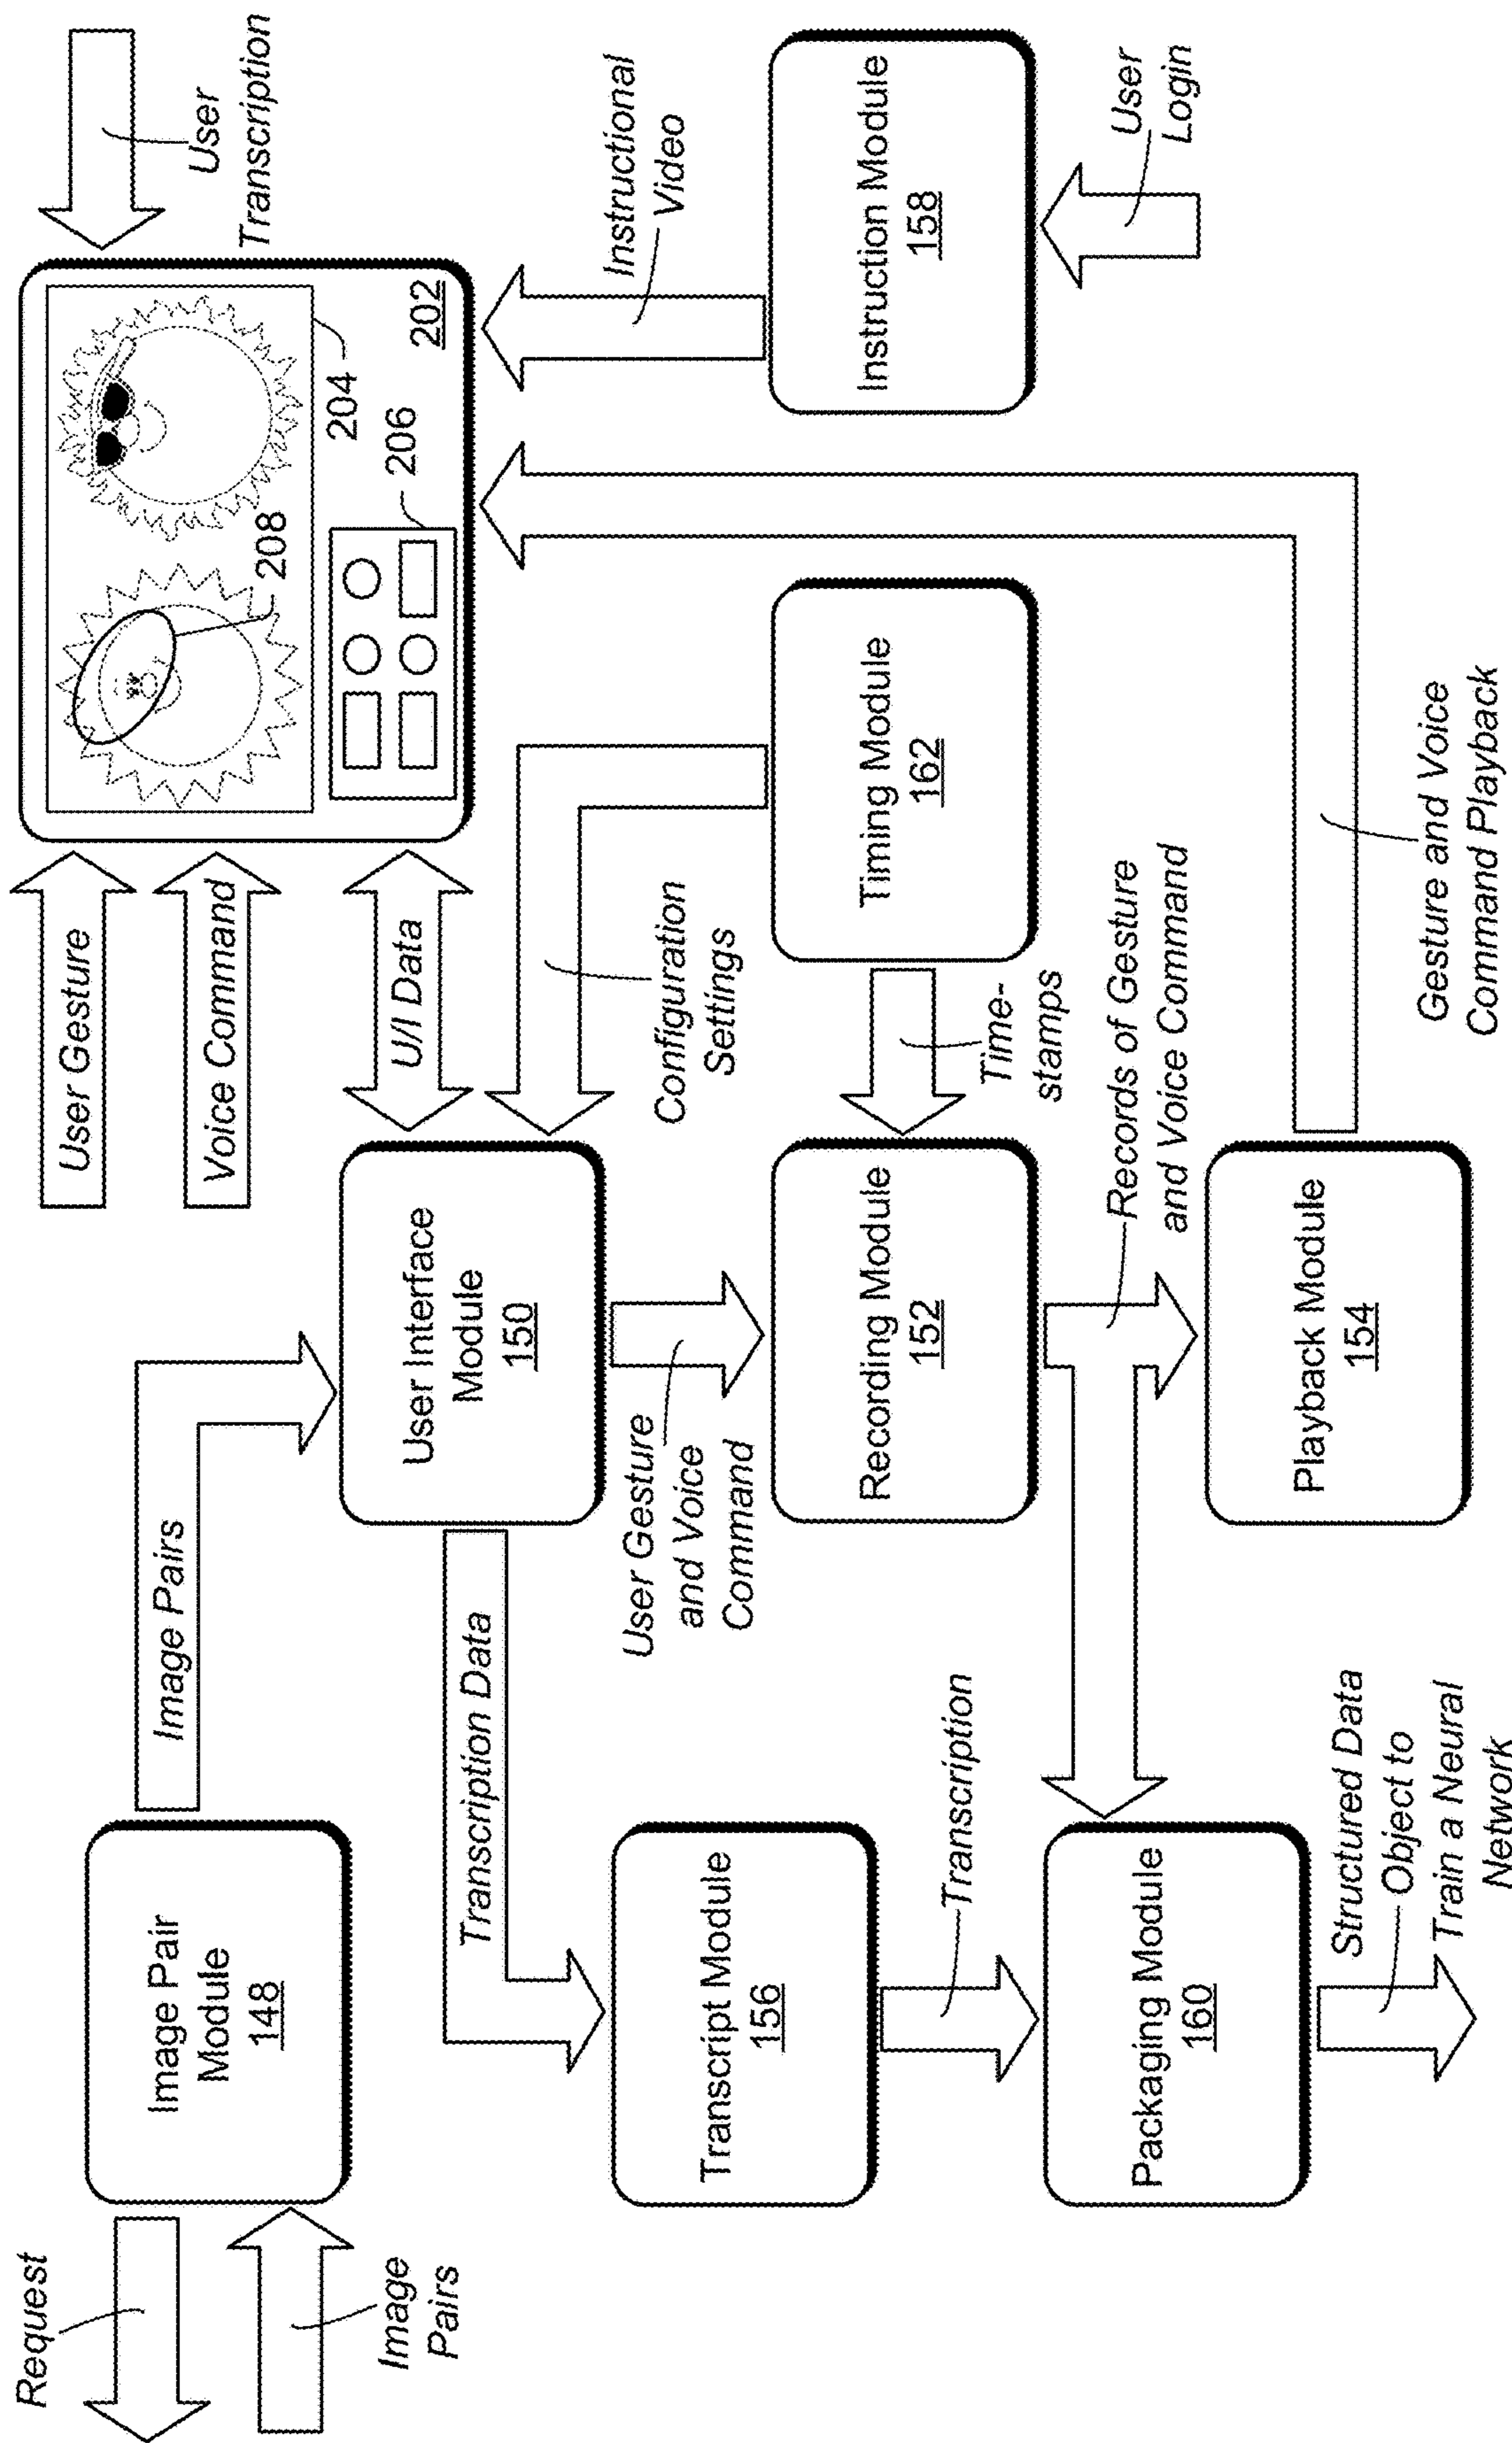 Request
Image
Pairs
Image Pair
Module
148
Image Pairs
User Gesture
Voice Command
U/I Data
User Interface
Module
150
Transcription Data
Configuration
Settings
204
206
208
202
User
Transcription
Instructional
Video
Transcript Module
156
User Gesture
and Voice
Command
Recording Module
152
Time-
stamps
Timing Module
162
Instruction Module
158
User
Login
Transcription
Records of Gesture
and Voice Command
Packaging Module
160
Playback Module
154
Structured Data
Object to
Train a Neural
Network
Gesture and Voice
Command Playback